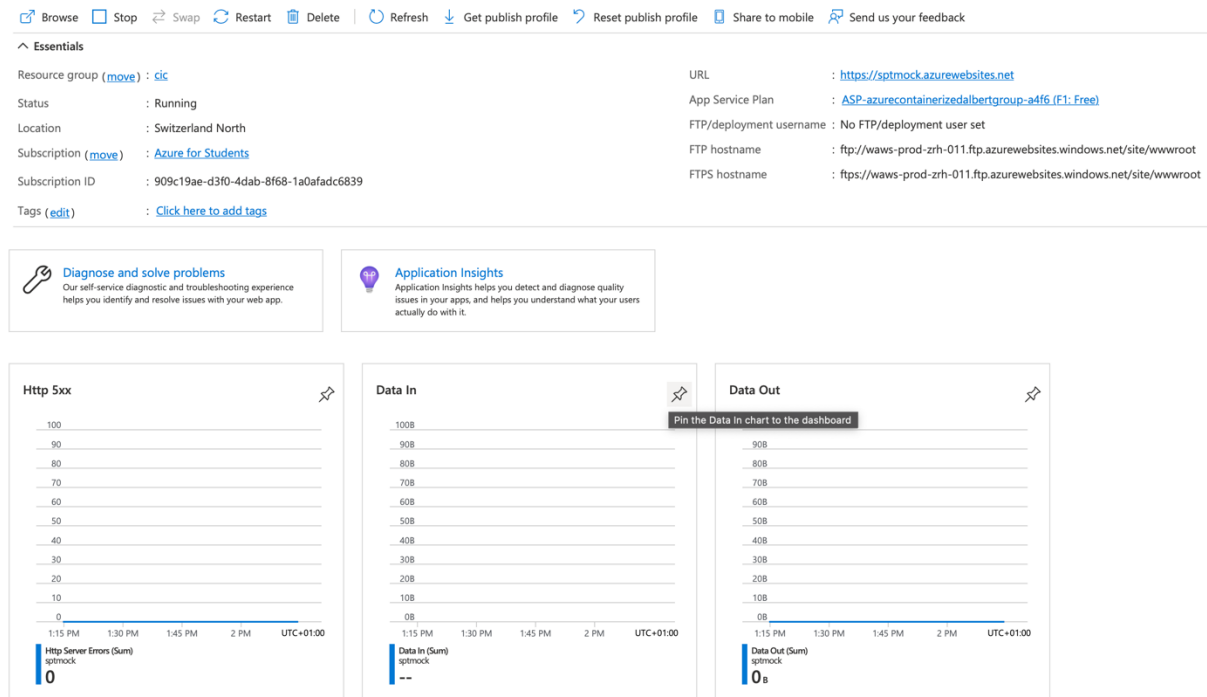 Browse Stop Swap Restart Delete Refresh Get publish profile Reset publish profile Share to mobile Send us your feedback
Essentials
Resource group (move) : cic
Status : Running
Location : Switzerland North
Subscription (move) : Azure for Students
Subscription ID : 909c19ae-d3f0-4dab-8f68-1a0afadc6839
Tags (edit) : Click here to add tags
URL : https://sptmock.azurewebsites.net
App Service Plan : ASP-azurecontainerizedalbertgroup-a4f6 (F1: Free)
FTP/deployment username : No FTP/deployment user set
FTP hostname : ftp://waws-prod-zrh-011.ftp.azurewebsites.windows.net/site/wwwroot
FTPS hostname : ftps://waws-prod-zrh-011.ftp.azurewebsites.windows.net/site/wwwroot
Diagnose and solve problems
Our self-service diagnostic and troubleshooting experience
helps you identify and resolve issues with your web app.
Application Insights
Application Insights helps you detect and diagnose quality
issues in your apps, and helps you understand what your users
actually do with it.
Http 5xx
100
90
80
70
60
50
40
30
20
10
0
1:15 PM 1:30 PM 1:45 PM 2 PM UTC+01:00
Http Server Errors (Sum)
sptmock
0
Data In
Pin the Data In chart to the dashboard
100B
90B
80B
70B
60B
50B
40B
30B
20B
10B
0B
1:15 PM 1:30 PM 1:45 PM 2 PM UTC+01:00
Data In (Sum)
sptmock
--
Data Out
90B
80B
70B
60B
50B
40B
30B
20B
10B
0B
1:15 PM 1:30 PM 1:45 PM 2 PM UTC+01:00
Data Out (Sum)
sptmock
0 B